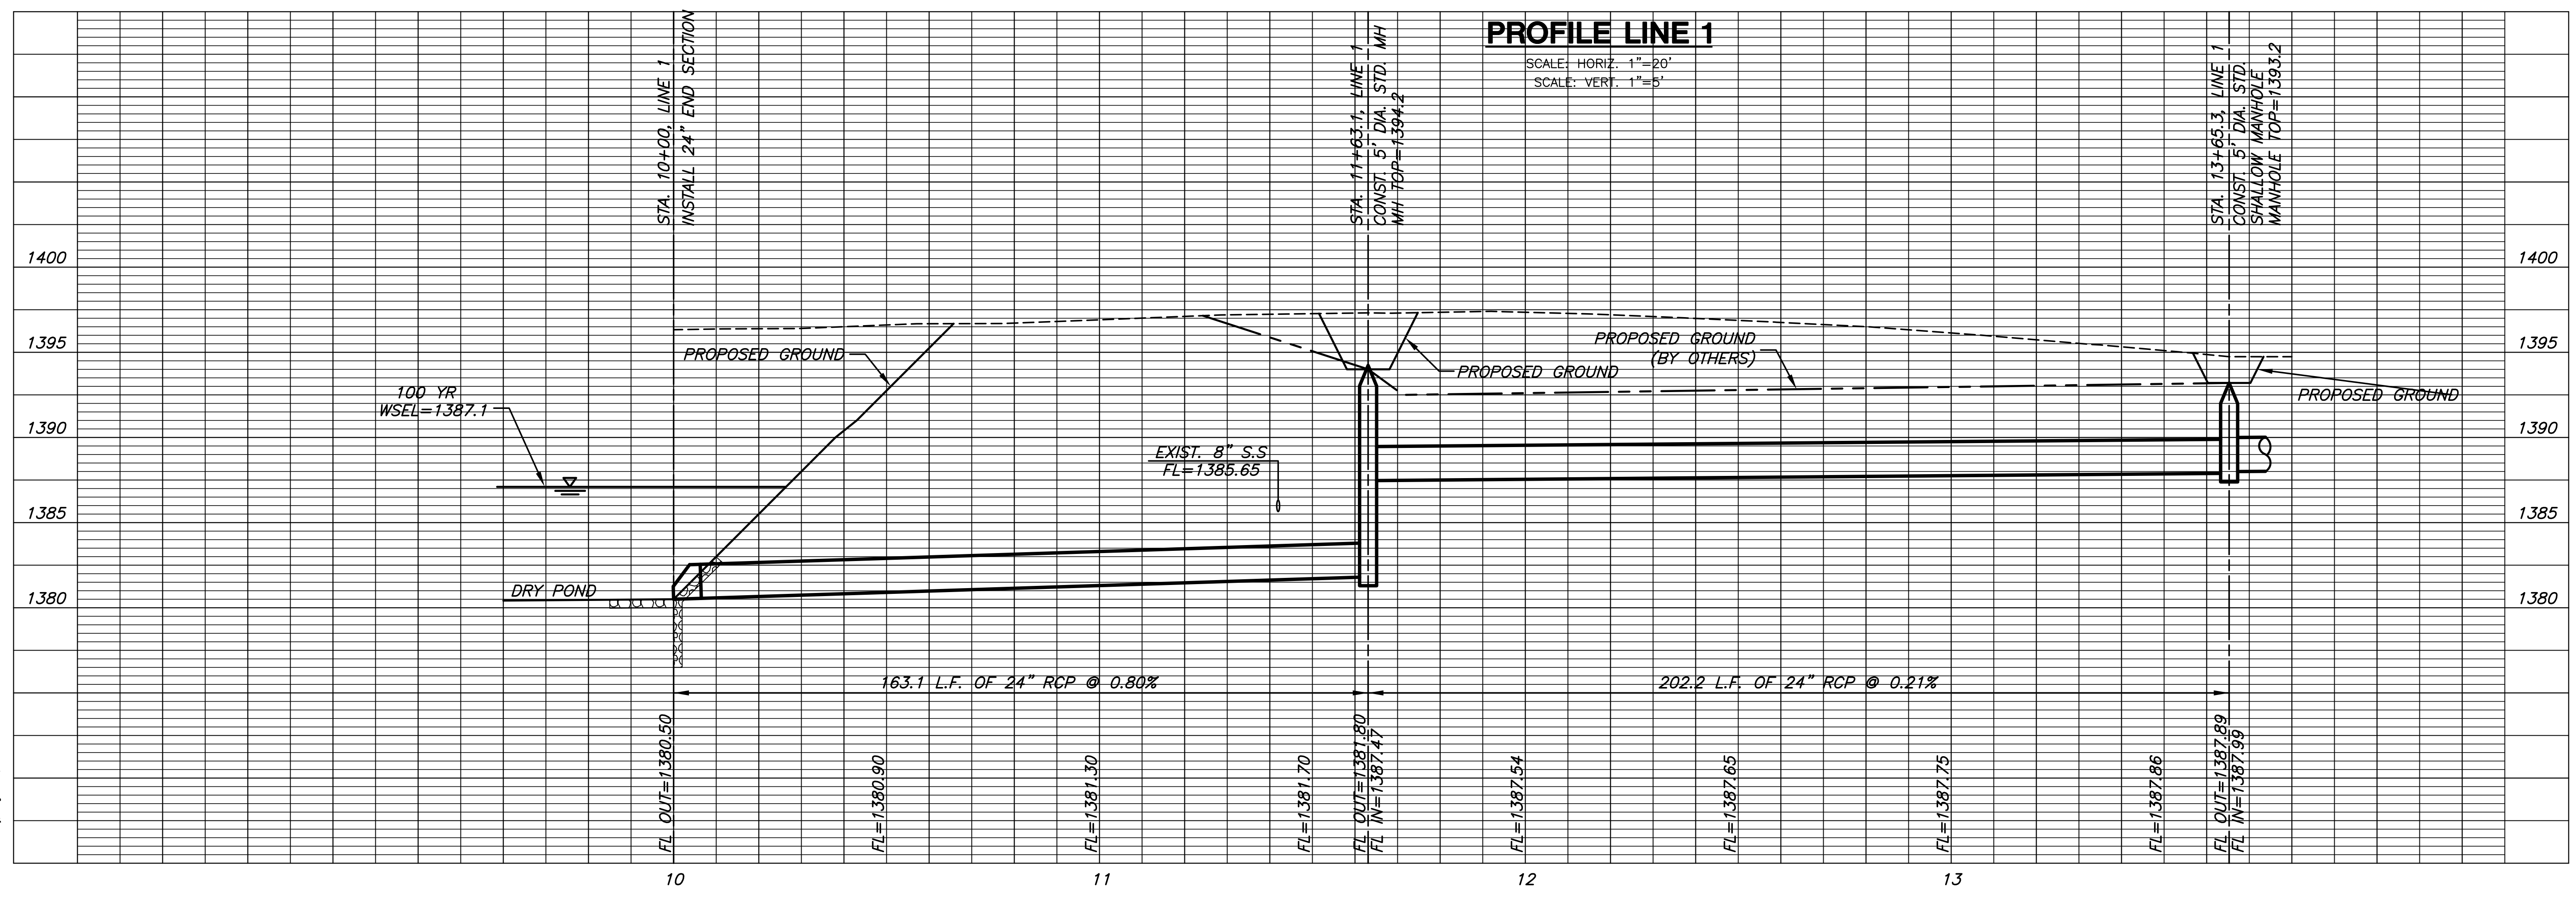 PROFILE LINE 1
SCALE: HORIZ. 1"=20'
SCALE: VERT. 1"=5'
STA. 10+00, LINE 1
INSTALL 24" END SECTION
STA. 11+63.1, LINE 1
CONST. 5' DIA. STD. MH
MH TOP=1394.2
STA. 13+65.3, LINE 1
CONST. 5' DIA. STD.
SHALLOW MANHOLE
MANHOLE TOP=1393.2
1400
1400
1395
1395
1390
1390
1385
1385
1380
1380
PROPOSED GROUND
100 YR
WSEL=1387.1
PROPOSED GROUND
PROPOSED GROUND
(BY OTHERS)
PROPOSED GROUND
EXIST. 8" S.S
FL=1385.65
DRY POND
163.1 L.F. OF 24" RCP @ 0.80%
202.2 L.F. OF 24" RCP @ 0.21%
FL OUT=1380.50
FL=1380.90
FL=1381.30
FL=1381.70
FL OUT=1381.80
FL IN=1387.47
FL=1387.54
FL=1387.65
FL=1387.75
FL=1387.86
FL OUT=1387.89
FL IN=1387.99
10
11
12
13